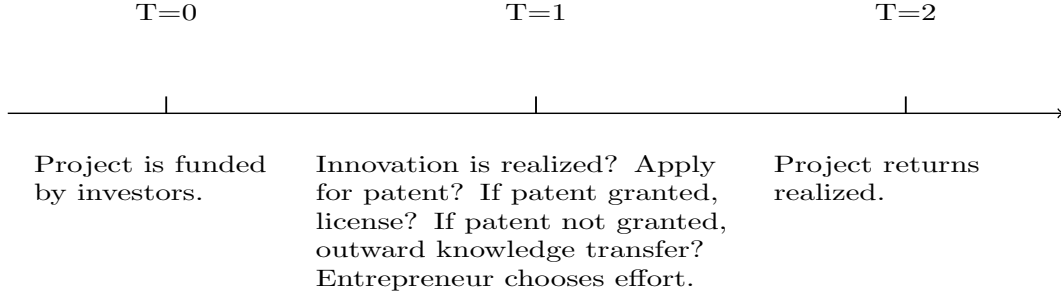 T=0 T=1 T=2
Project is funded
by investors.
Innovation is realized? Apply
for patent? If patent granted,
license? If patent not granted,
outward knowledge transfer?
Entrepreneur chooses effort.
Project returns
realized.